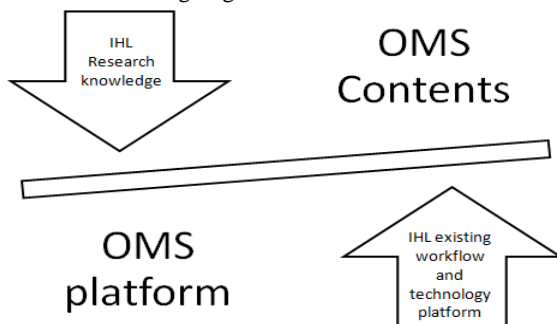 IHL
Research
knowledge
OMS
Contents
OMS
platform
IHL existing
workflow
and
technology
platform